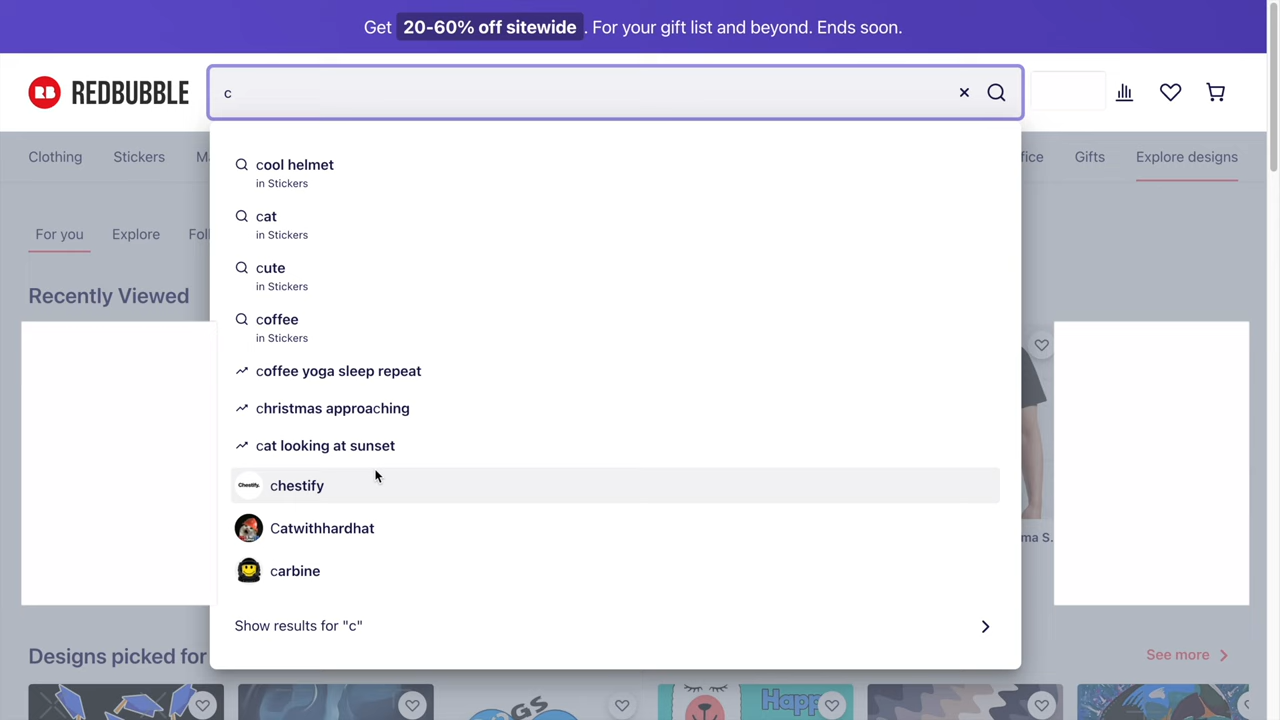 Get 20-60% off sitewide . For your gift list and beyond. Ends soon.
RB REDBUBBLE
c
Clothing Stickers Gifts Explore designs
cool helmet
in Stickers
cat
in Stickers
For you Explore
cute
in Stickers
Recently Viewed
coffee
in Stickers
coffee yoga sleep repeat
christmas approaching
cat looking at sunset
Chestify. chestify
Catwithhardhat
carbine
Show results for "c"
Designs picked for
See more